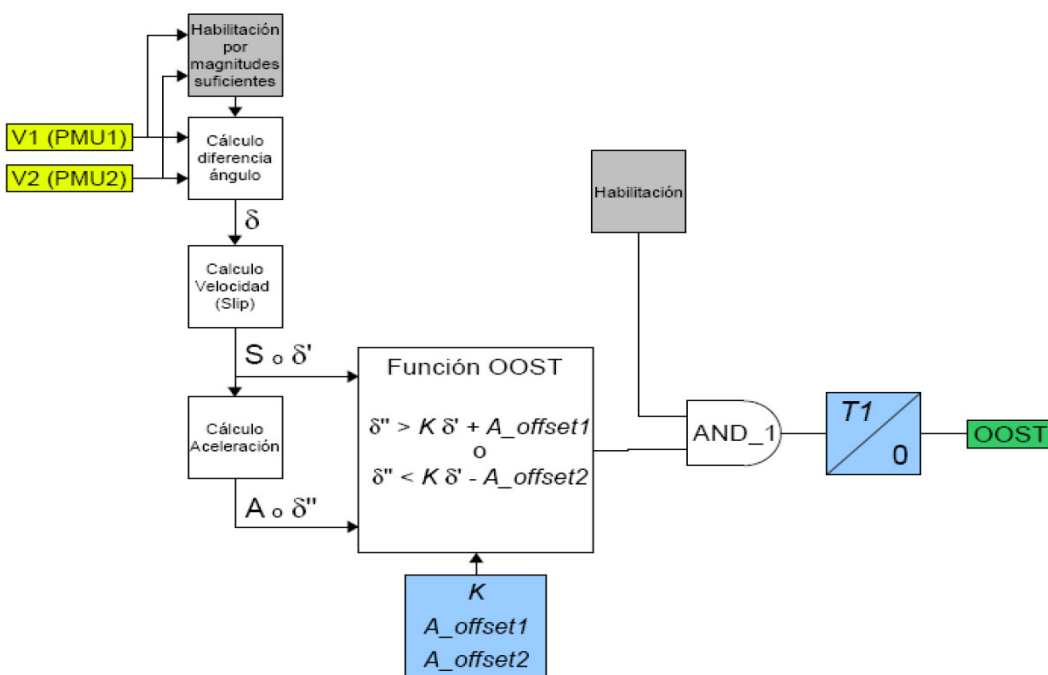 Habilitación
por
magnitudes
suficientes
V1 (PMU1)
V2 (PMU2)
Cálculo
diferencia
ángulo
δ
Calculo
Velocidad
(Slip)
S o δ'
Cálculo
Aceleración
A o δ''
Función OOST
δ'' > K δ' + A_offset1
o
δ'' < K δ' - A_offset2
K
A_offset1
A_offset2
Habilitación
AND_1
T1
0
OOST